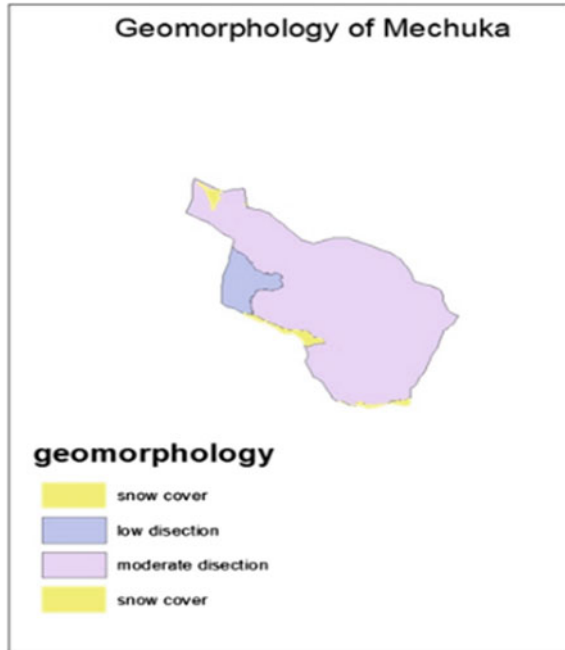 Geomorphology of Mechuka
geomorphology
snow cover
low disection
moderate disection
snow cover